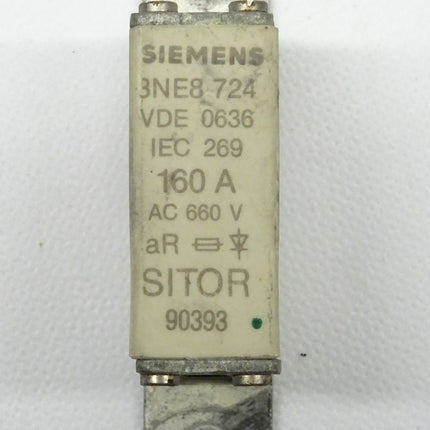 SIEMENS
3NE8 724
VDE 0636
IEC 269
160 A
AC 660 V
aR
SITOR
90393